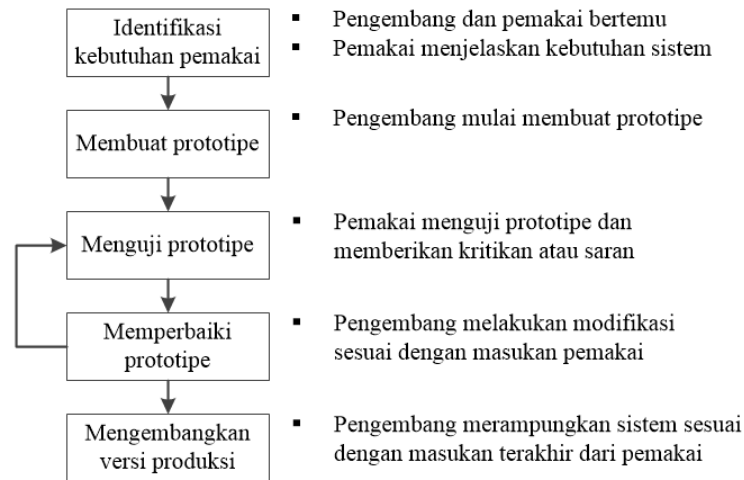 Identifikasi
kebutuhan pemakai
▪ Pengembang dan pemakai bertemu
▪ Pemakai menjelaskan kebutuhan sistem
Membuat prototipe
▪ Pengembang mulai membuat prototipe
Menguji prototipe
▪ Pemakai menguji prototipe dan
memberikan kritikan atau saran
Memperbaiki
prototipe
▪ Pengembang melakukan modifikasi
sesuai dengan masukan pemakai
Mengembangkan
versi produksi
▪ Pengembang merampungkan sistem sesuai
dengan masukan terakhir dari pemakai